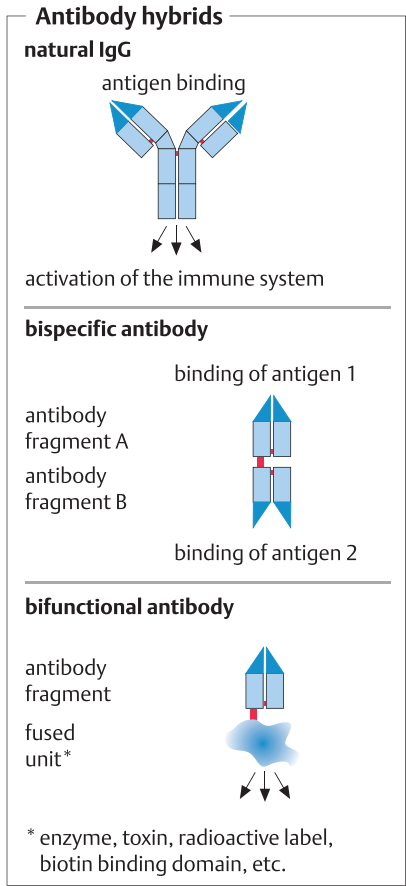 Antibody hybrids
natural IgG
antigen binding
activation of the immune system
bispecific antibody
binding of antigen 1
antibody
fragment A
antibody
fragment B
binding of antigen 2
bifunctional antibody
antibody
fragment
fused
unit*
* enzyme, toxin, radioactive label,
biotin binding domain, etc.